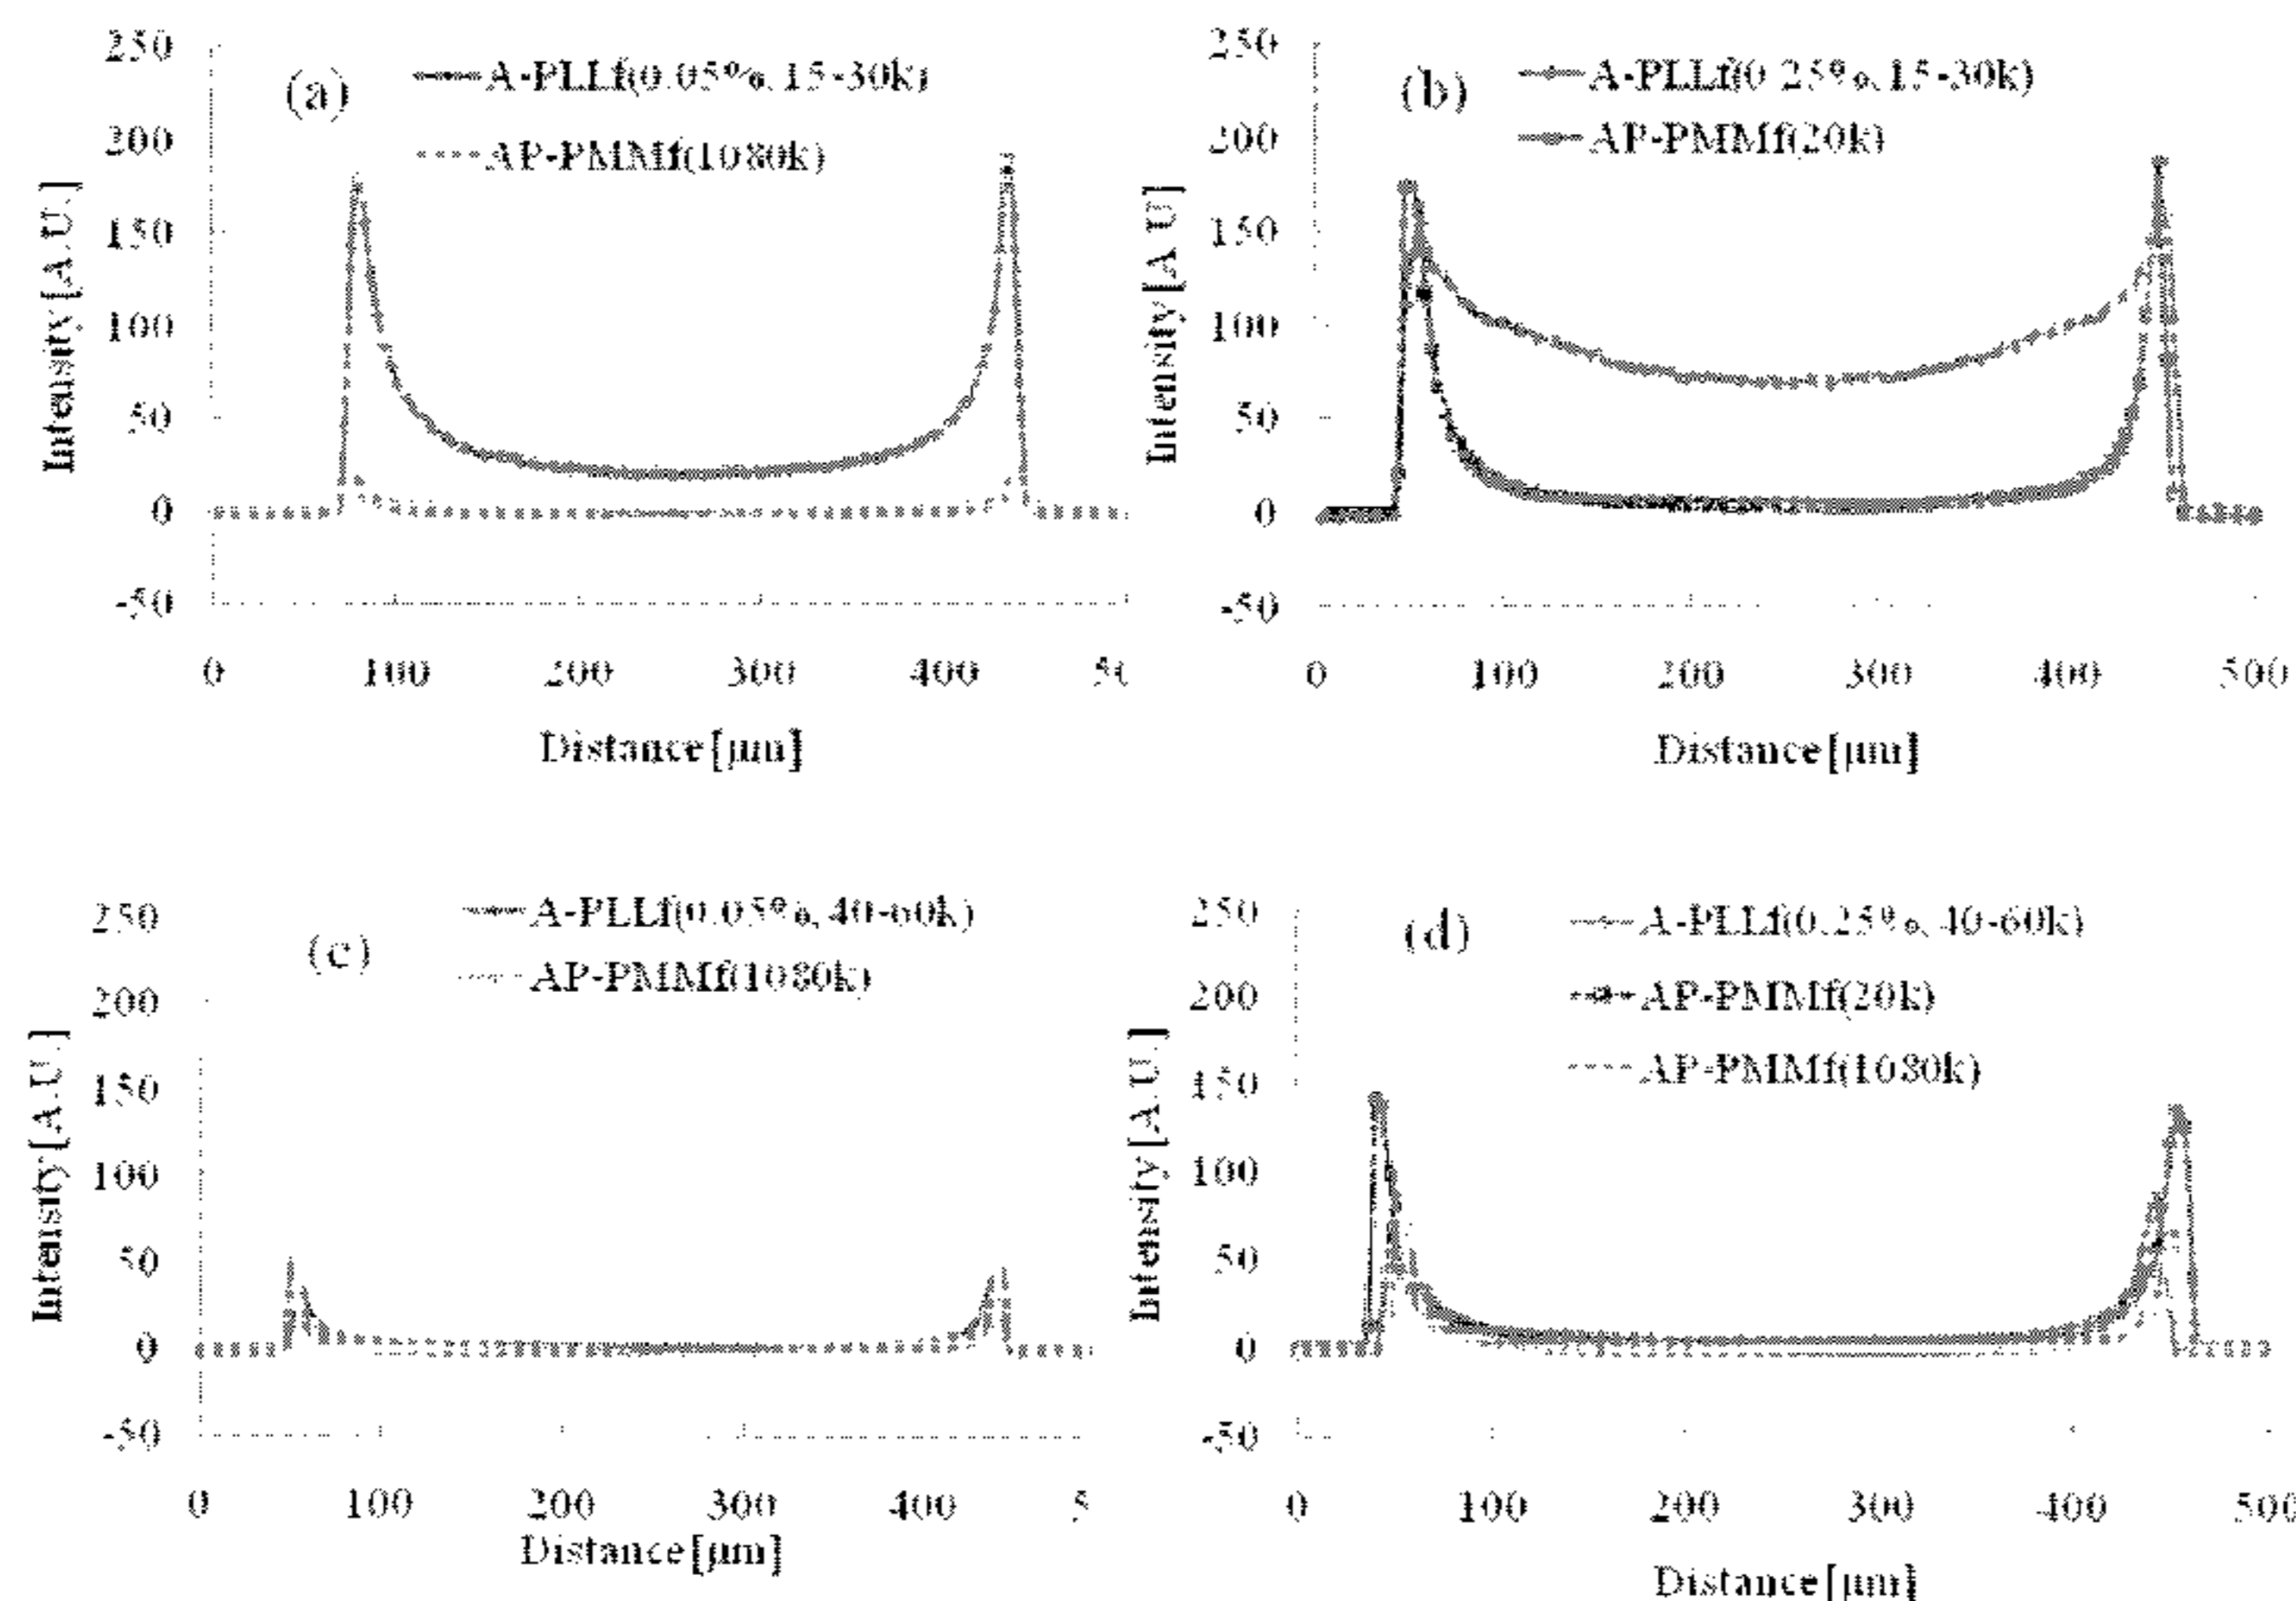 (a)
A-PLLf(0.05%, 15-30k)
AP-PMMf(1080k)
250
200
150
100
50
0
-50
Intensity[A.U.]
0 100 200 300 400
Distance[µm]
(b)
A-PLLf(0.25%, 15-30k)
AP-PMMf(20k)
250
200
150
100
50
0
-50
Intensity[A.U]
0 100 200 300 400 500
Distance[µm]
(c)
A-PLLf(0.05%, 40-60k)
AP-PMMf(1080k)
250
200
150
100
50
0
-50
Intensity[A.U.]
0 100 200 300 400 5
Distance[µm]
(d)
A-PLLf(0.25%, 40-60k)
AP-PMMf(20k)
AP-PMMf(1080k)
250
200
150
100
50
0
-50
Intensity[A.U.]
0 100 200 300 400 500
Distance[µm]